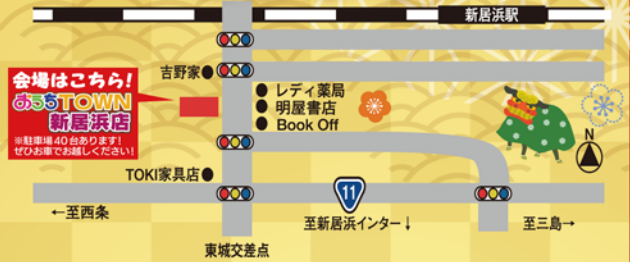 新居浜駅
吉野家
会場はこちら!
おうちTOWN
新居浜店
※駐車場40台あります!
ぜひお車でお越しください!
レディ薬局
明屋書店
Book Off
N
TOKI家具店
11
←至西条
至新居浜インター↓
至三島→
東城交差点